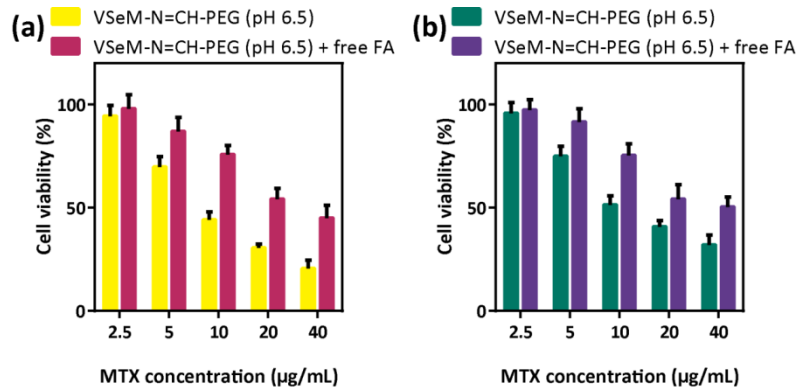 (a)
VSeM-N=CH-PEG (pH 6.5)
VSeM-N=CH-PEG (pH 6.5) + free FA
Cell viability (%)
100
50
0
2.5 5 10 20 40
MTX concentration (µg/mL)
(b)
VSeM-N=CH-PEG (pH 6.5)
VSeM-N=CH-PEG (pH 6.5) + free FA
Cell viability (%)
100
50
0
2.5 5 10 20 40
MTX concentration (µg/mL)